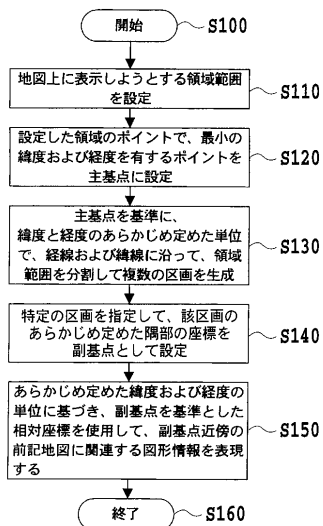 開始
S100
地図上に表示しようとする領域範囲
を設定
S110
設定した領域のポイントで、最小の
緯度および経度を有するポイントを
主基点に設定
S120
主基点を基準に、
緯度と経度のあらかじめ定めた単位
で、経線および緯線に沿って、領域
範囲を分割して複数の区画を生成
S130
特定の区画を指定して、該区画の
あらかじめ定めた隅部の座標を
副基点として設定
S140
あらかじめ定めた緯度および経度の
単位に基づき、副基点を基準とした
相対座標を使用して、副基点近傍の
前記地図に関連する図形情報を表現
する
S150
終了
S160